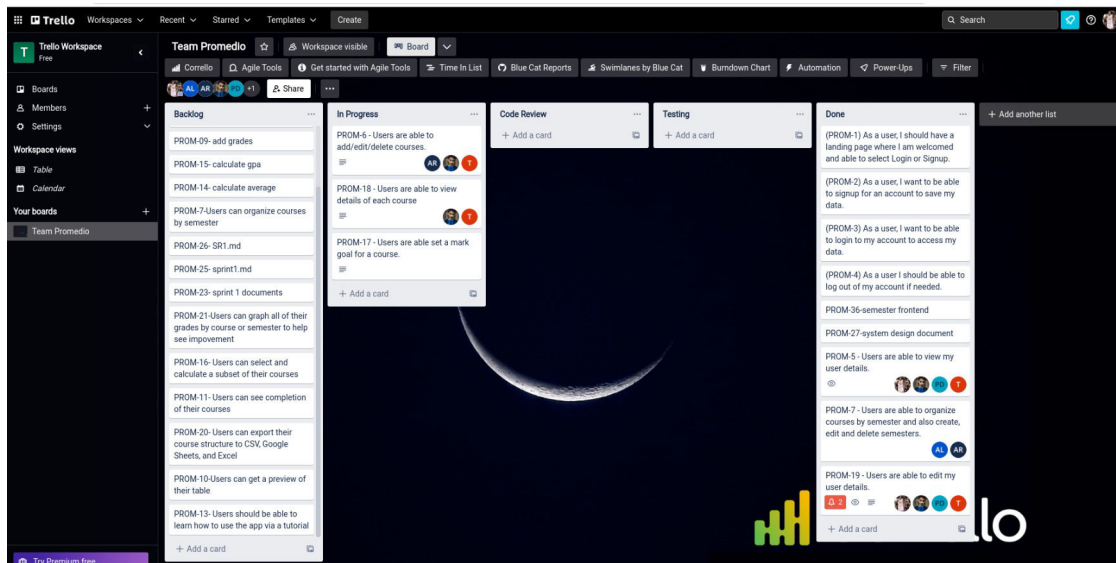 Trello
Workspaces
Recent
Starred
Templates
Create
Search
T
Trello Workspace
Free
Team Promedio
Workspace visible
Board
Corrello
Agile Tools
Get started with Agile Tools
Time In List
Blue Cat Reports
Swimlanes by Blue Cat
Burndown Chart
Automation
Power-Ups
Filter
AL
AR
PD
+1
Share
Boards
Members
Settings
Workspace views
Table
Calendar
Your boards
Team Promedio
Try Premium free
Backlog
PROM-09- add grades
PROM-15- calculate gpa
PROM-14- calculate average
PROM-7-Users can organize courses
by semester
PROM-26- SR1.md
PROM-25- sprint1.md
PROM-23- sprint 1 documents
PROM-21-Users can graph all of their
grades by course or semester to help
see impovement
PROM-16- Users can select and
calculate a subset of their courses
PROM-11- Users can see completion
of their courses
PROM-20- Users can export their
course structure to CSV, Google
Sheets, and Excel
PROM-10-Users can get a preview of
their table
PROM-13- Users should be able to
learn how to use the app via a tutorial
+ Add a card
In Progress
PROM-6 - Users are able to
add/edit/delete courses.
AR
T
PROM-18 - Users are able to view
details of each course
T
PROM-17 - Users are able set a mark
goal for a course.
+ Add a card
Code Review
+ Add a card
Testing
+ Add a card
Done
(PROM-1) As a user, I should have a
landing page where I am welcomed
and able to select Login or Signup.
(PROM-2) As a user, I want to be able
to signup for an account to save my
data.
(PROM-3) As a user, I want to be able
to login to my account to access my
data.
(PROM-4) As a user I should be able to
log out of my account if needed.
PROM-36-semester frontend
PROM-27-system design document
PROM-5 - Users are able to view my
user details.
PD
T
PROM-7 - Users are able to organize
courses by semester and also create,
edit and delete semesters.
AL
AR
PROM-19 - Users are able to edit my
user details.
2
PD
T
+ Add a card
+ Add another list
lo